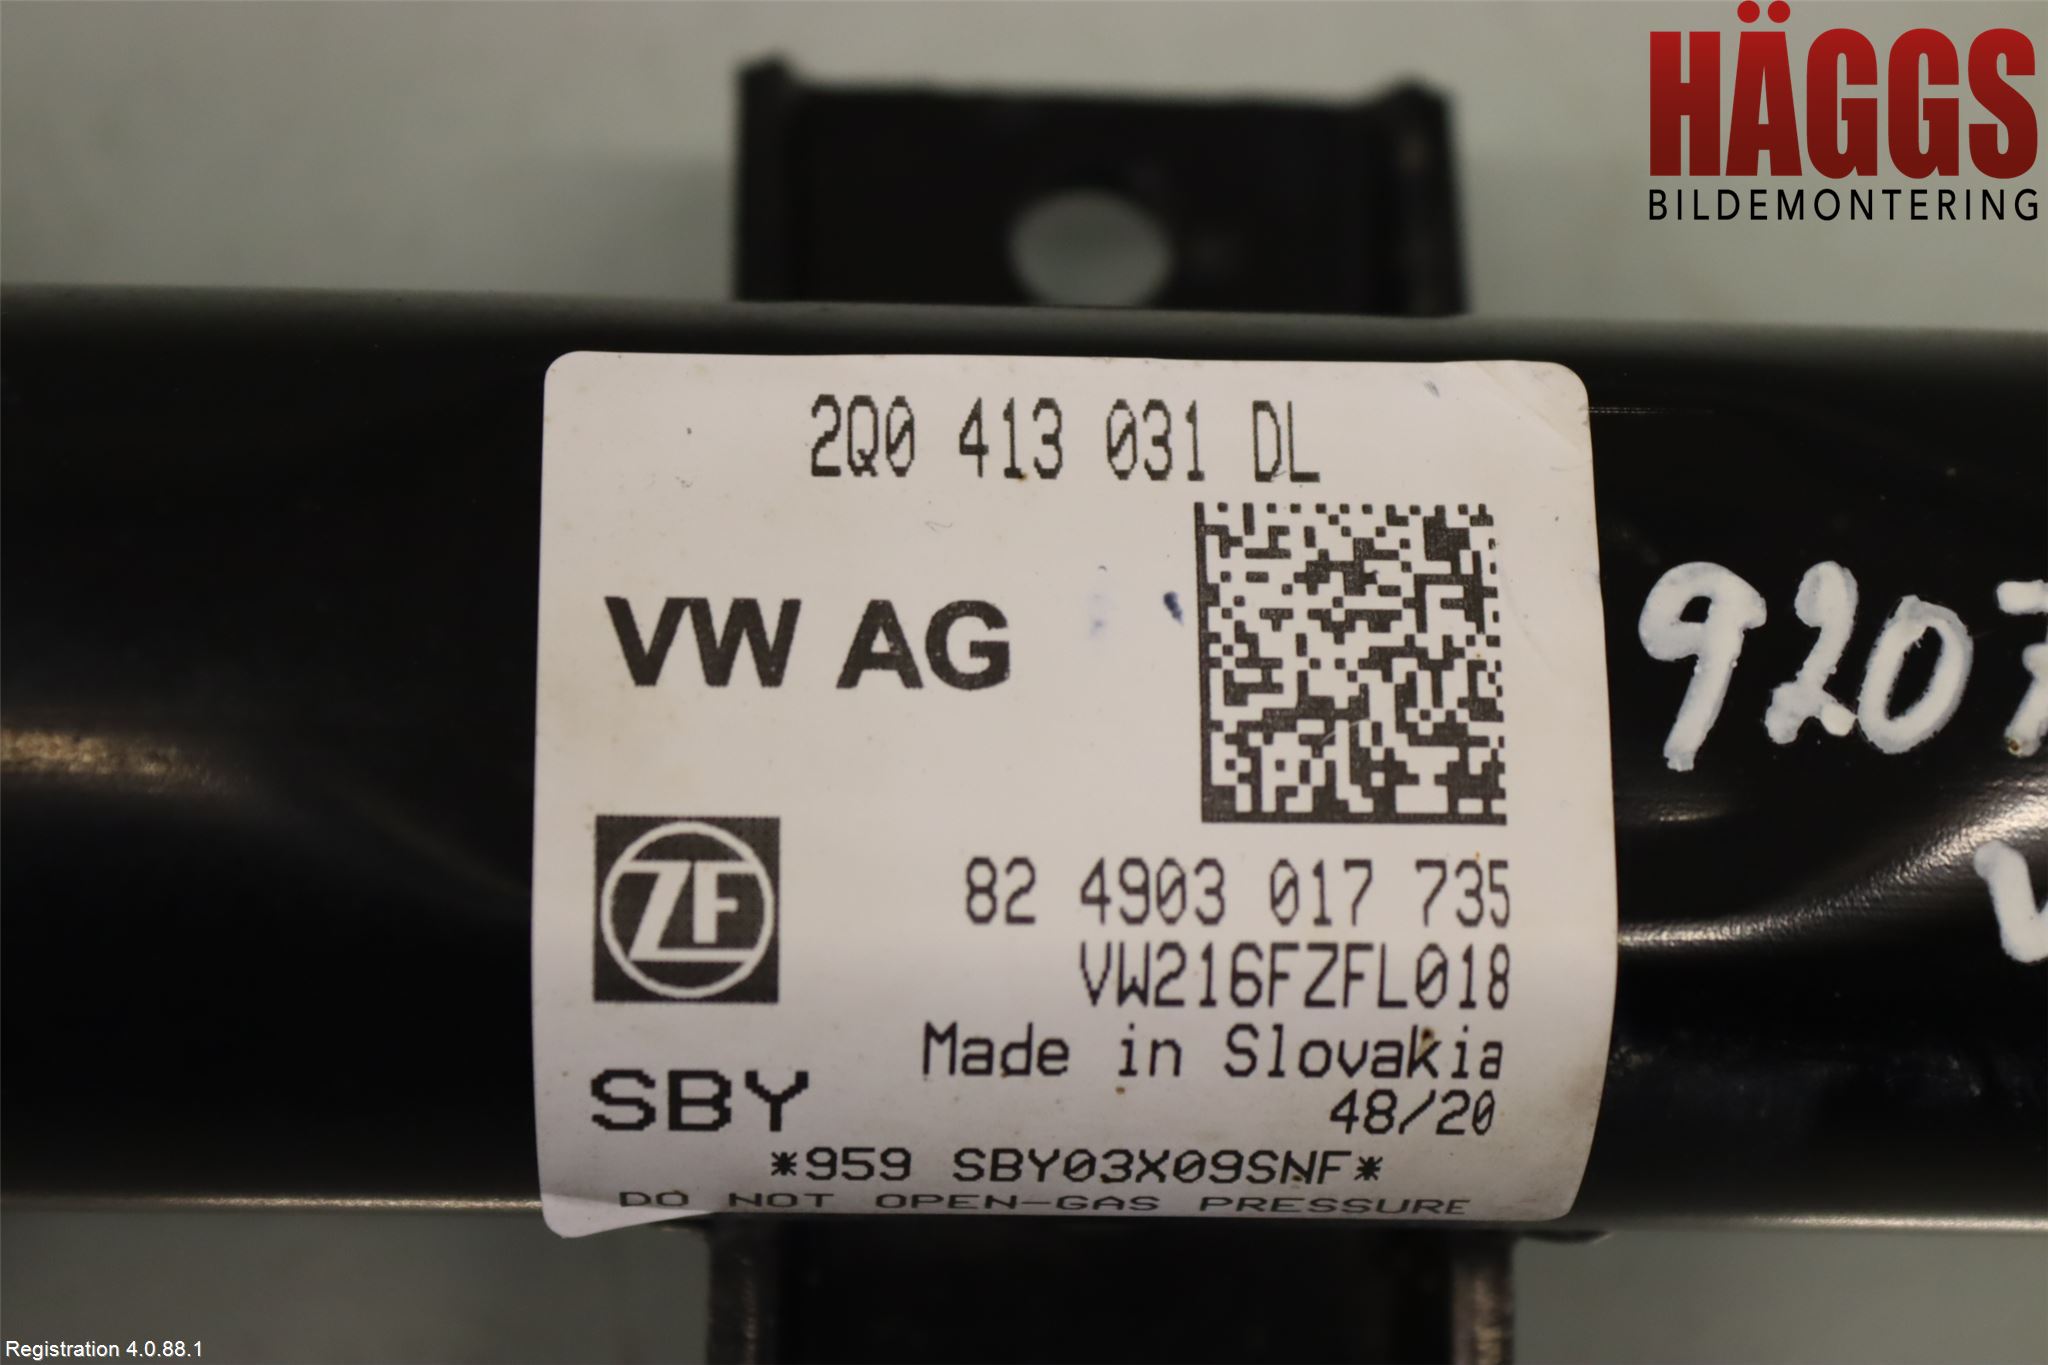 HÄGGS
BILDEMONTERING
2Q0 413 031 DL
VW AG
9207
ZF
82 4903 017 735
VW216FZFL018
Made in Slovakia
SBY
48/20
*959 SBY03X09SNF*
DO NOT OPEN-GAS PRESSURE
Registration 4.0.88.1